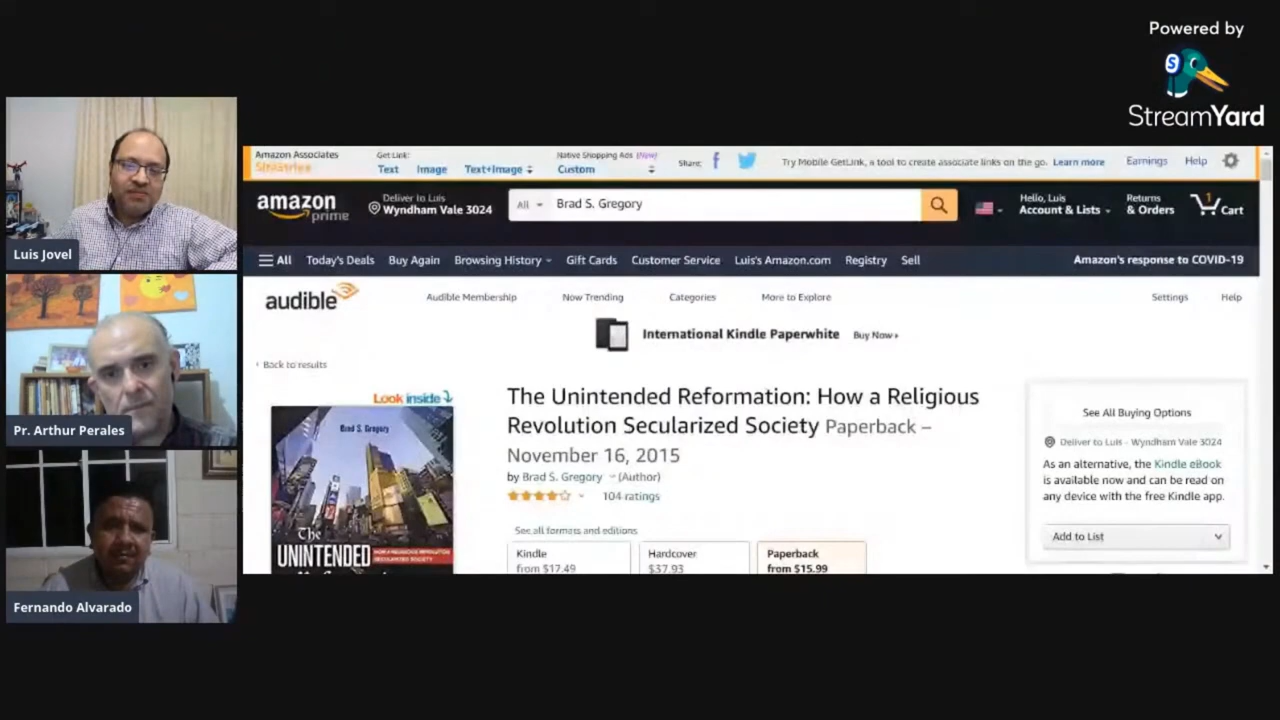 Powered by
StreamYard
Luis Jovel
Pr. Arthur Perales
Fernando Alvarado
Amazon Associates
SiteStripe
Get Link:
Text Image Text+Image
Native Shopping Ads (New)
Custom
Share:
Try Mobile GetLink, a tool to create associate links on the go. Learn more
Earnings Help
amazon
prime
Deliver to Luis
Wyndham Vale 3024
All
Brad S. Gregory
Hello, Luis
Account & Lists
Returns
& Orders
1
Cart
All Today's Deals Buy Again Browsing History Gift Cards Customer Service Luis's Amazon.com Registry Sell
Amazon's response to COVID-19
audible
Audible Membership Now Trending Categories More to Explore Settings Help
International Kindle Paperwhite Buy Now
‹ Back to results
Look inside
Brad S. Gregory
The
UNINTENDED
HOW A RELIGIOUS REVOLUTION
SECULARIZED SOCIETY
The Unintended Reformation: How a Religious
Revolution Secularized Society Paperback –
November 16, 2015
by Brad S. Gregory (Author)
104 ratings
See all formats and editions
Kindle
from $17.49
Hardcover
$37.93
Paperback
from $15.99
See All Buying Options
Deliver to Luis - Wyndham Vale 3024
As an alternative, the Kindle eBook
is available now and can be read on
any device with the free Kindle app.
Add to List